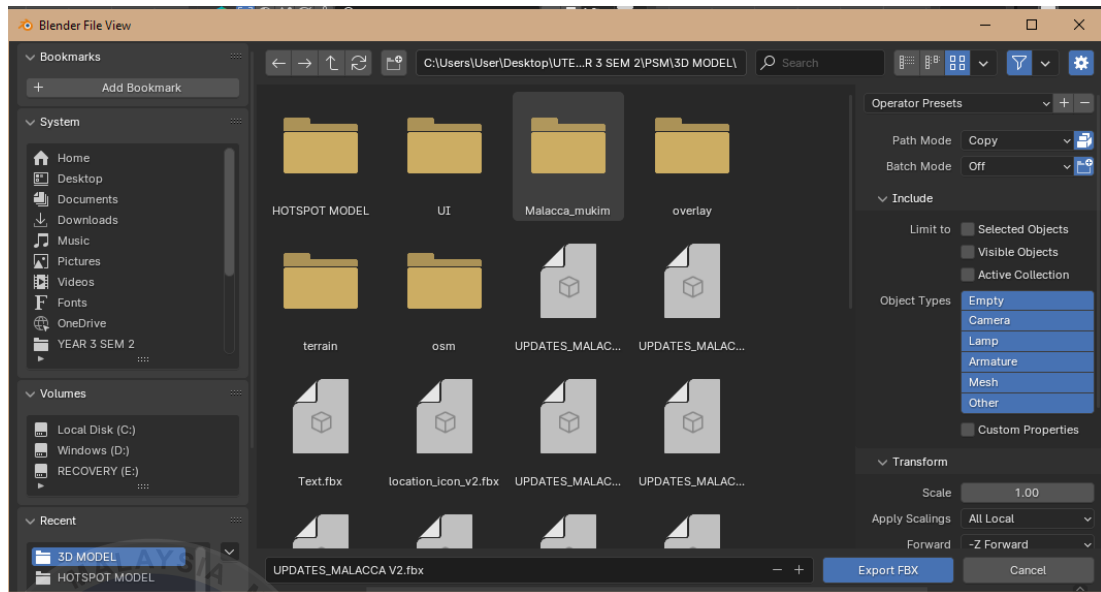 Blender File View
Bookmarks
Add Bookmark
System
Home
Desktop
Documents
Downloads
Music
Pictures
Videos
Fonts
OneDrive
YEAR 3 SEM 2
Volumes
Local Disk (C:)
Windows (D:)
RECOVERY (E:)
Recent
3D MODEL
HOTSPOT MODEL
C:\Users\User\Desktop\UTE...R 3 SEM 2\PSM\3D MODEL\
Search
HOTSPOT MODEL
UI
Malacca_mukim
overlay
terrain
osm
UPDATES_MALAC...
UPDATES_MALAC...
Text.fbx
location_icon_v2.fbx
UPDATES_MALAC...
UPDATES_MALAC...
UPDATES_MALACCA V2.fbx
Operator Presets
Path Mode Copy
Batch Mode Off
Include
Limit to Selected Objects
Visible Objects
Active Collection
Object Types Empty
Camera
Lamp
Armature
Mesh
Other
Custom Properties
Transform
Scale 1.00
Apply Scalings All Local
Forward -Z Forward
Export FBX
Cancel
MALAYSIA